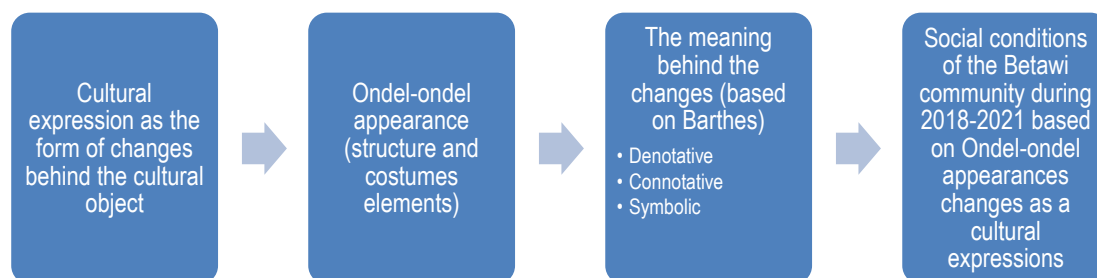 Cultural
expression as the
form of changes
behind the cultural
object
Ondel-ondel
appearance
(structure and
costumes
elements)
The meaning
behind the
changes (based
on Barthes)
• Denotative
• Connotative
• Symbolic
Social conditions
of the Betawi
community during
2018-2021 based
on Ondel-ondel
appearances
changes as a
cultural
expressions